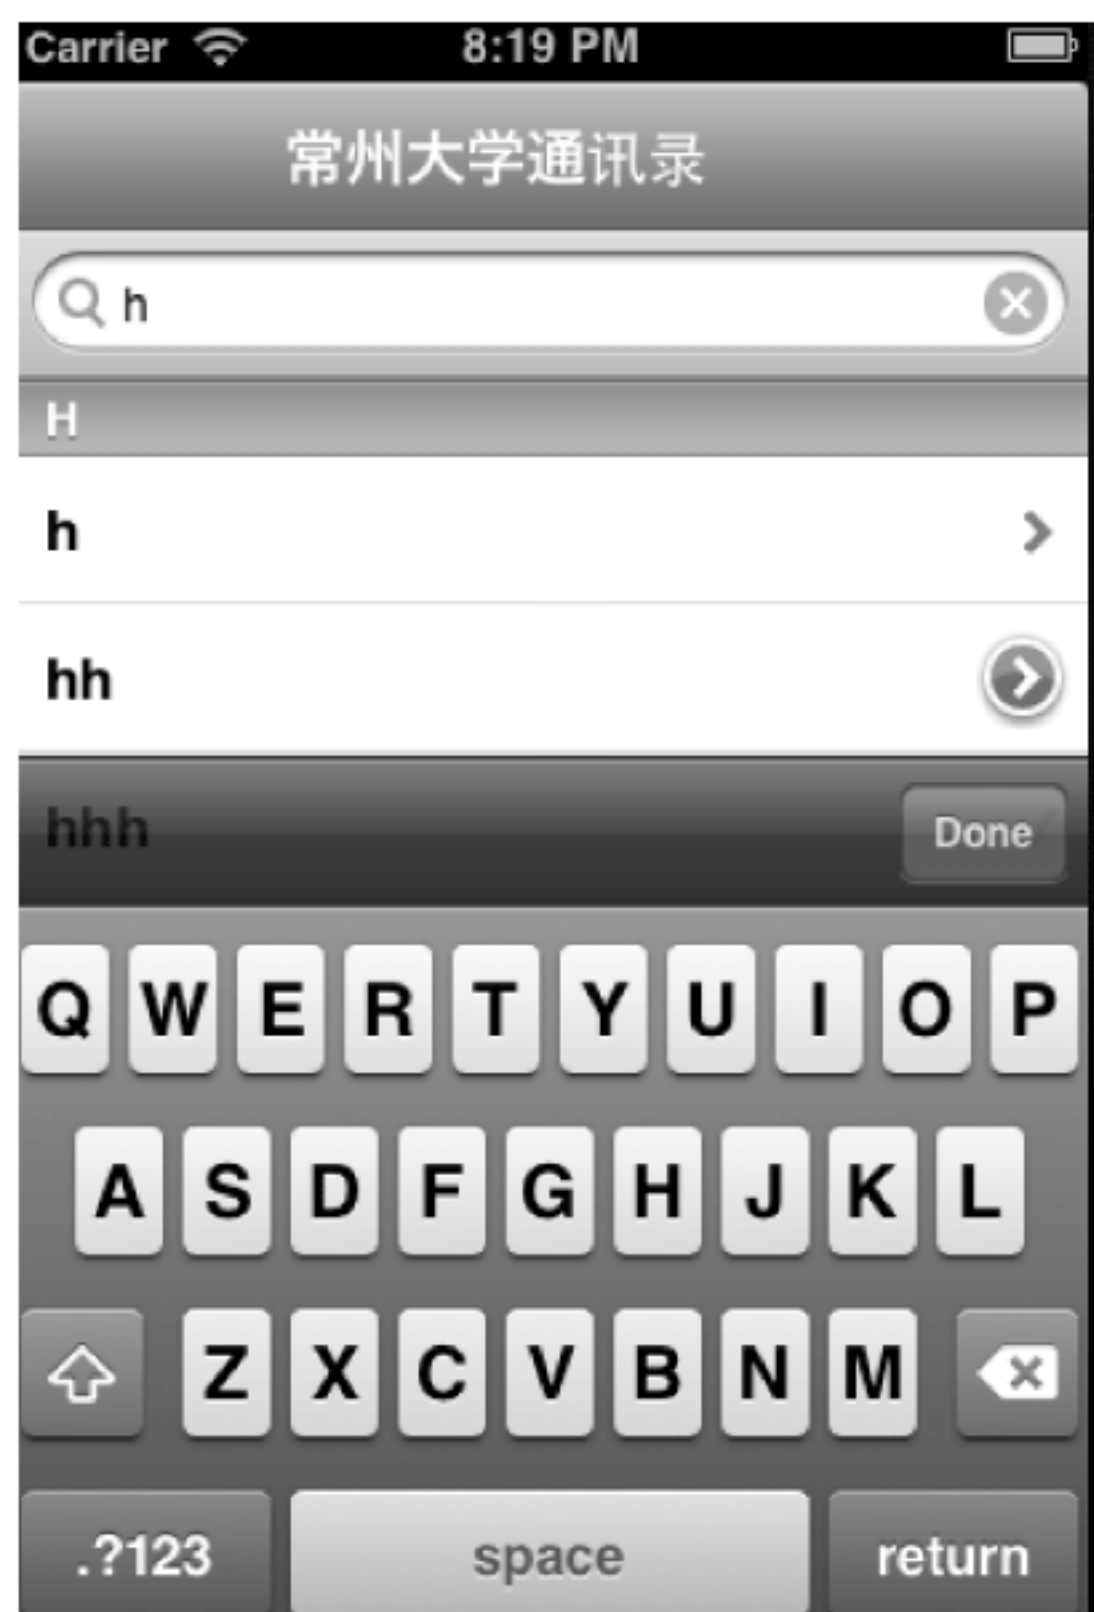 Carrier 8:19 PM
常州大学通讯录
h
H
h
hh
hhh Done
Q W E R T Y U I O P
A S D F G H J K L
Z X C V B N M
.?123 space return